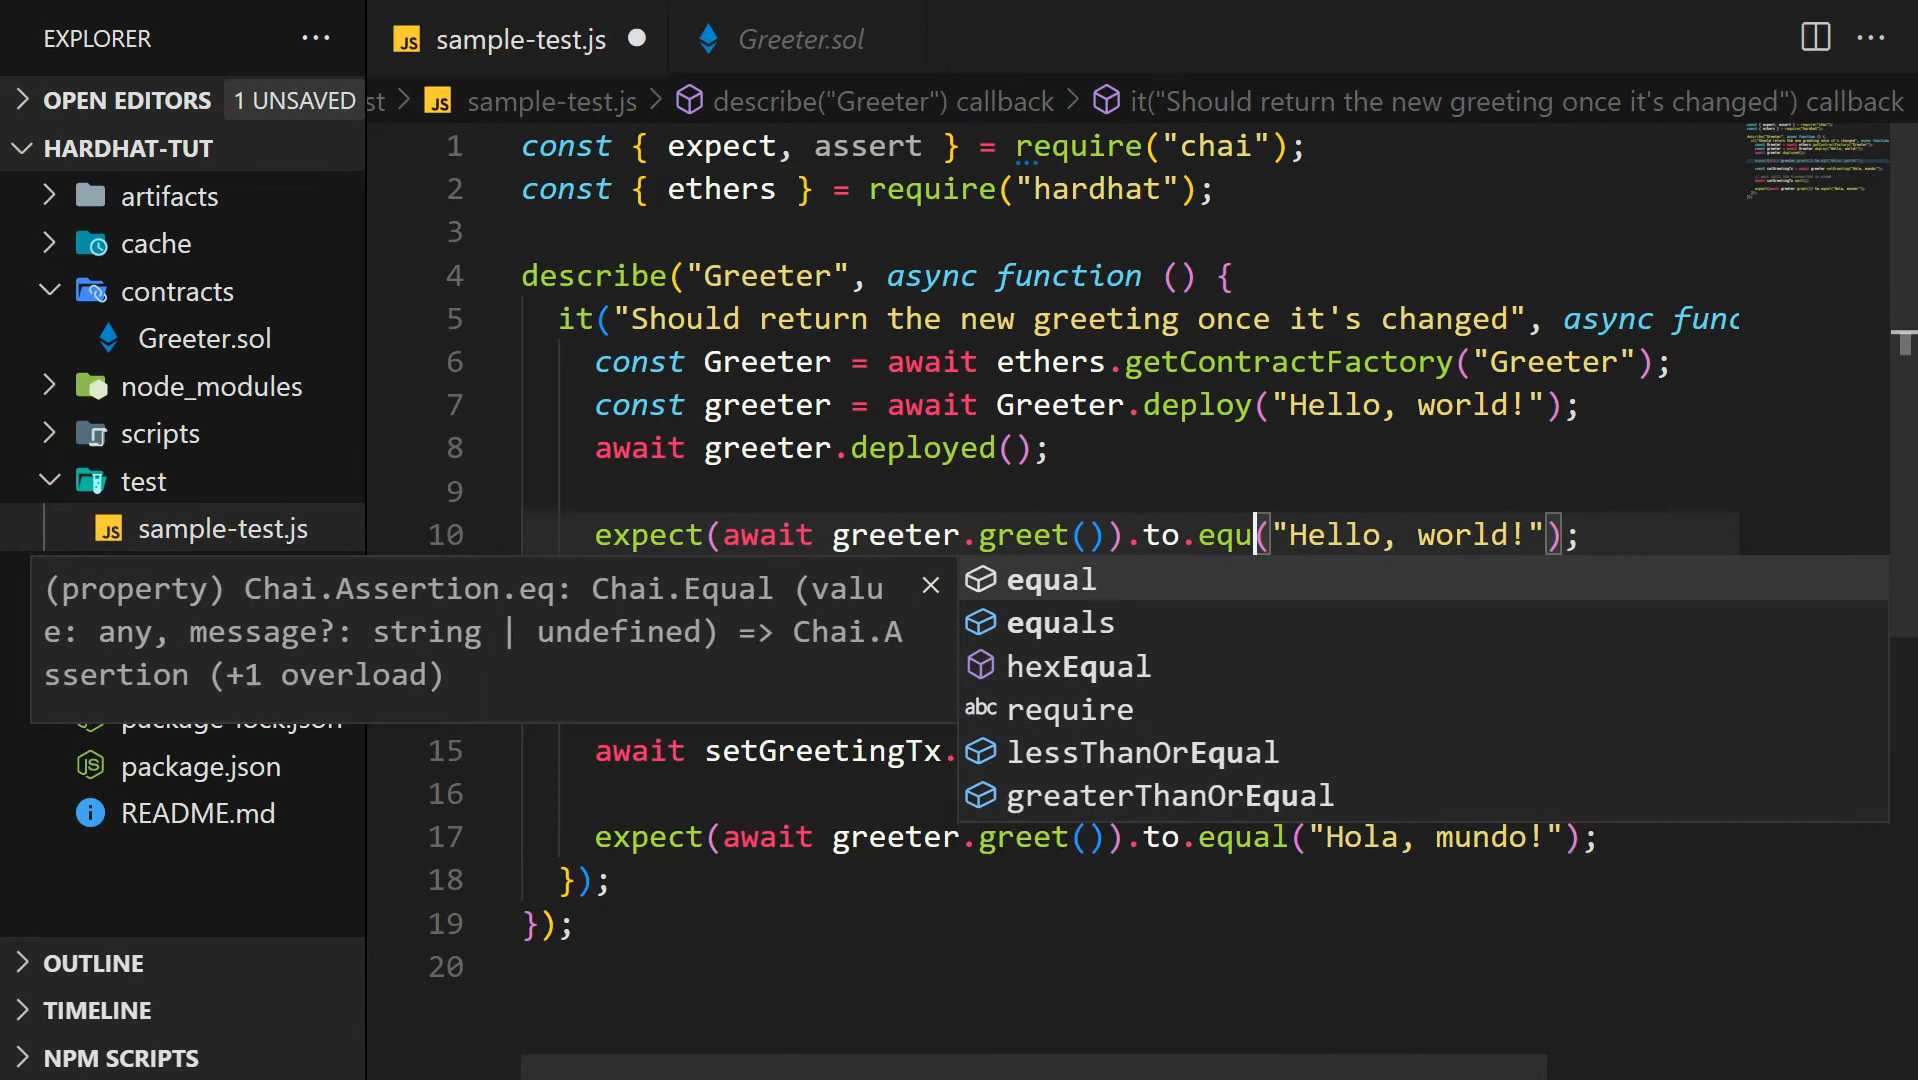 EXPLORER
OPEN EDITORS
1 UNSAVED
HARDHAT-TUT
artifacts
cache
contracts
Greeter.sol
node_modules
scripts
test
JS sample-test.js
package-lock.json
package.json
README.md
OUTLINE
TIMELINE
NPM SCRIPTS
JS sample-test.js
Greeter.sol
st > JS sample-test.js > describe("Greeter") callback > it("Should return the new greeting once it's changed") callback
1 const { expect, assert } = require("chai");
2 const { ethers } = require("hardhat");
3
4 describe("Greeter", async function () {
5 it("Should return the new greeting once it's changed", async func
6 const Greeter = await ethers.getContractFactory("Greeter");
7 const greeter = await Greeter.deploy("Hello, world!");
8 await greeter.deployed();
9
10 expect(await greeter.greet()).to.equ("Hello, world!");
(property) Chai.Assertion.eq: Chai.Equal (valu
e: any, message?: string | undefined) => Chai.A
ssertion (+1 overload)
equal
equals
hexEqual
abc require
lessThanOrEqual
greaterThanOrEqual
15 await setGreetingTx.
16
17 expect(await greeter.greet()).to.equal("Hola, mundo!");
18 });
19 });
20